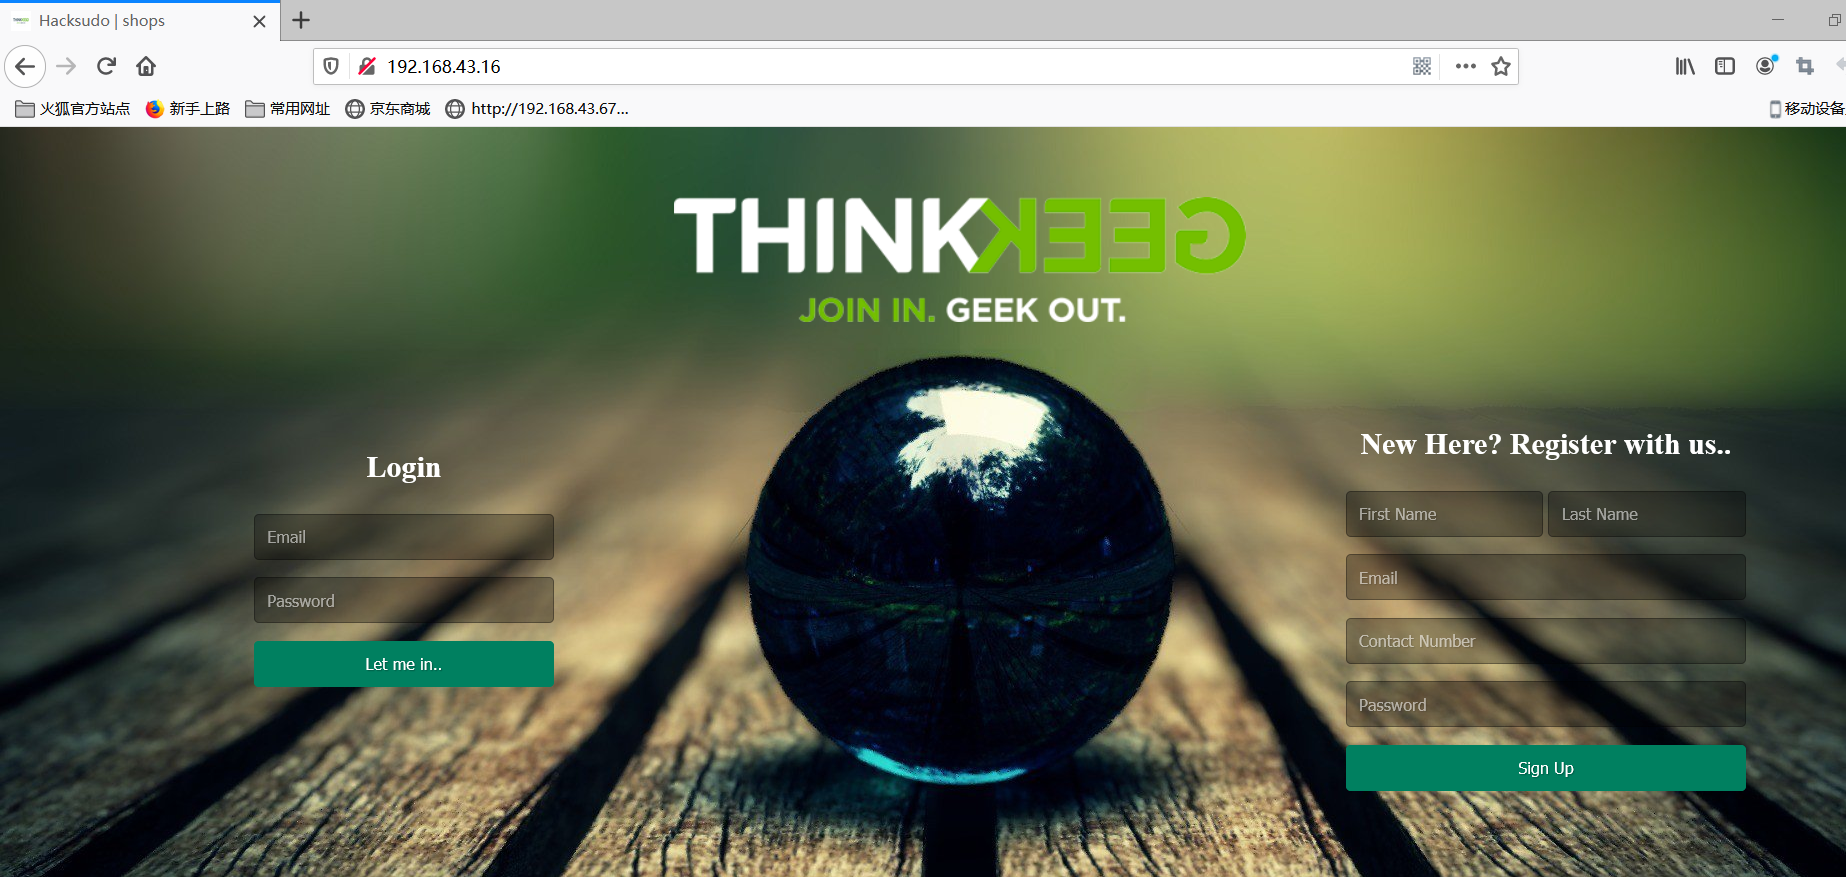 Hacksudo | shops
192.168.43.16
火狐官方站点 新手上路 常用网址 京东商城 http://192.168.43.67... 移动设备
THINKGEEK
JOIN IN. GEEK OUT.
Login
Email
Password
Let me in..
New Here? Register with us..
First Name Last Name
Email
Contact Number
Password
Sign Up